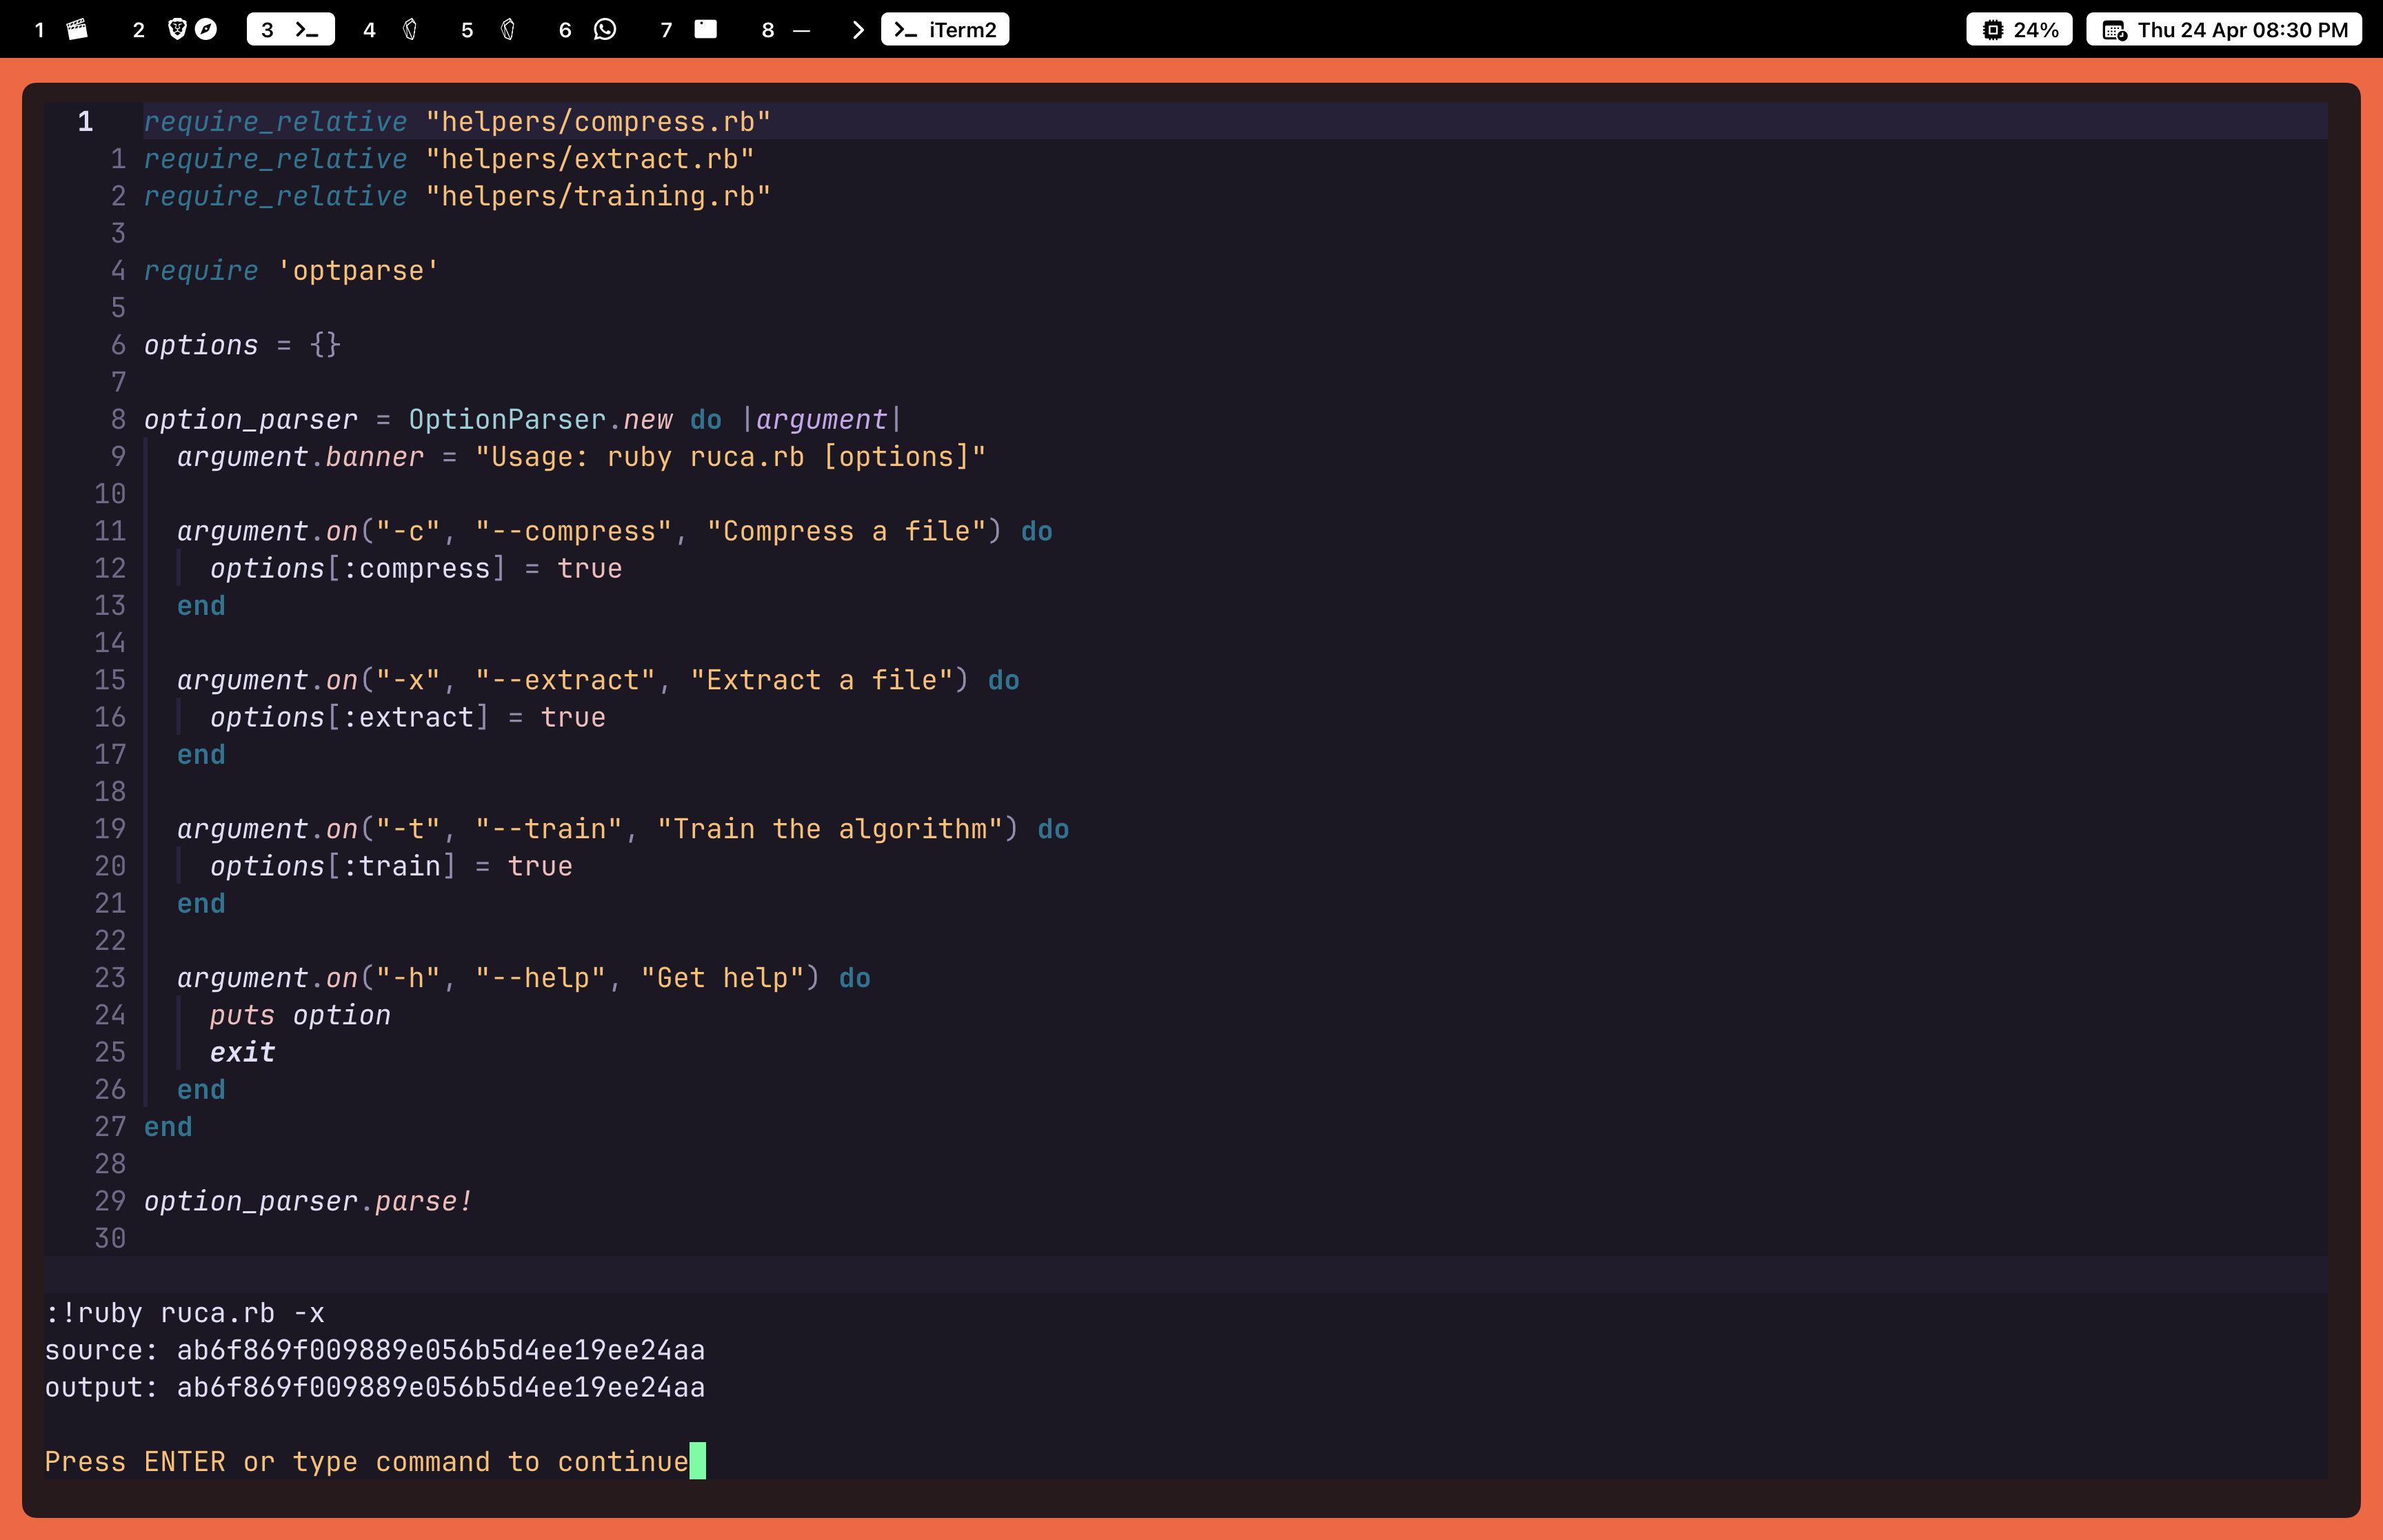 1 2 3 >_ 4 5 6 7 8 — > >_ iTerm2 24% Thu 24 Apr 08:30 PM
1 require_relative "helpers/compress.rb"
1 require_relative "helpers/extract.rb"
2 require_relative "helpers/training.rb"
3
4 require 'optparse'
5
6 options = {}
7
8 option_parser = OptionParser.new do |argument|
9 argument.banner = "Usage: ruby ruca.rb [options]"
10
11 argument.on("-c", "--compress", "Compress a file") do
12 options[:compress] = true
13 end
14
15 argument.on("-x", "--extract", "Extract a file") do
16 options[:extract] = true
17 end
18
19 argument.on("-t", "--train", "Train the algorithm") do
20 options[:train] = true
21 end
22
23 argument.on("-h", "--help", "Get help") do
24 puts option
25 exit
26 end
27 end
28
29 option_parser.parse!
30
:!ruby ruca.rb -x
source: ab6f869f009889e056b5d4ee19ee24aa
output: ab6f869f009889e056b5d4ee19ee24aa
Press ENTER or type command to continue